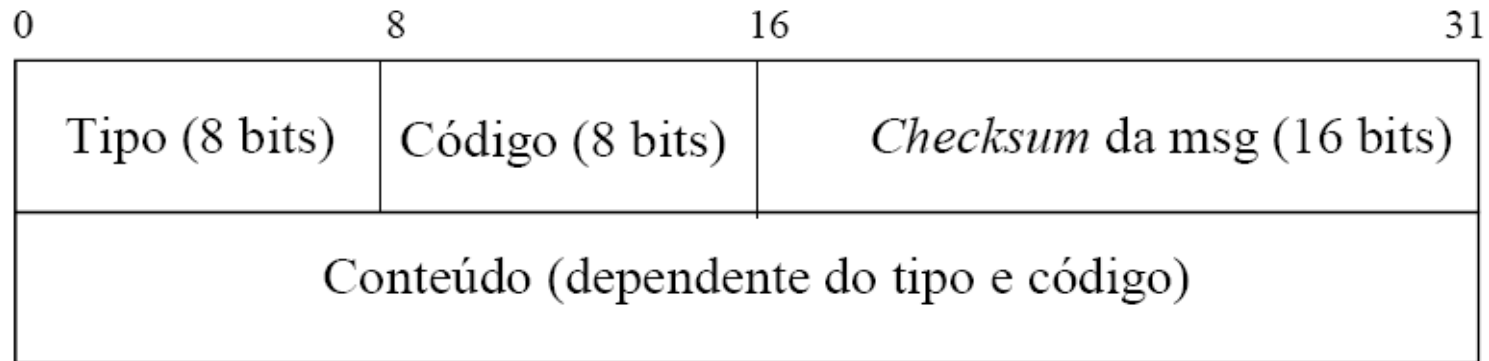 0 8 16 31
Tipo (8 bits) Código (8 bits) Checksum da msg (16 bits)
Conteúdo (dependente do tipo e código)